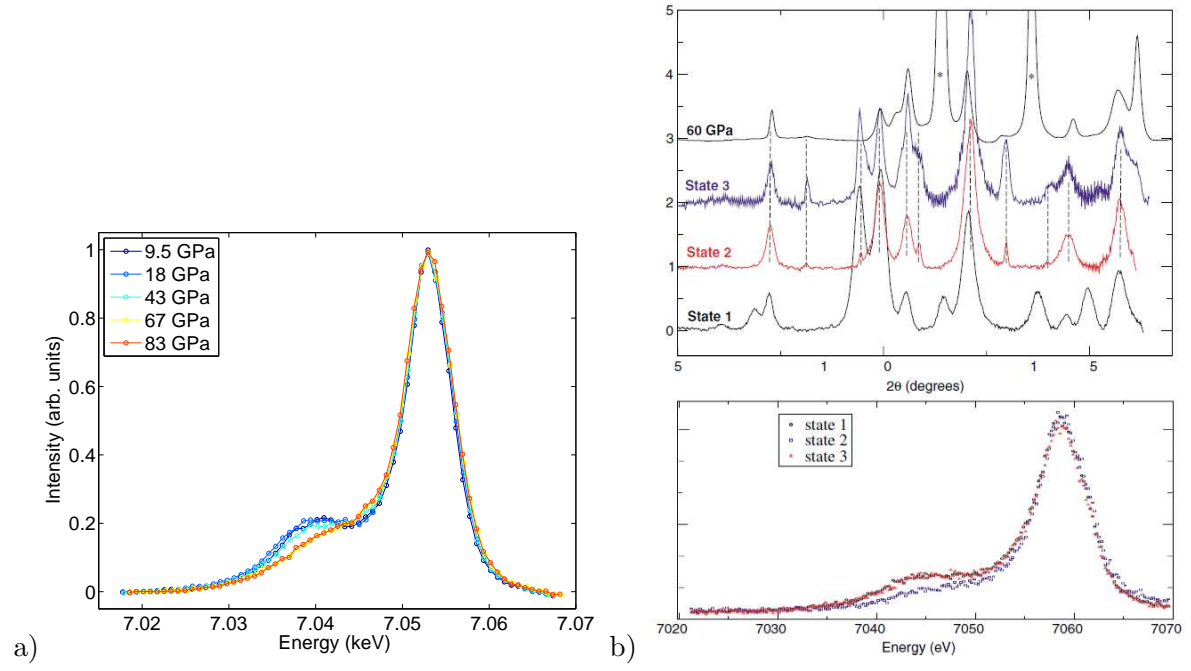 9.5 GPa
18 GPa
43 GPa
67 GPa
83 GPa
Intensity (arb. units)
1
0.8
0.6
0.4
0.2
0
7.02 7.03 7.04 7.05 7.06 7.07
Energy (keV)
a)
5
4
3
2
1
0
* *
60 GPa
State 3
State 2
State 1
5 1 0 1 5
2θ (degrees)
state 1
state 2
state 3
7020 7030 7040 7050 7060 7070
Energy (eV)
b)